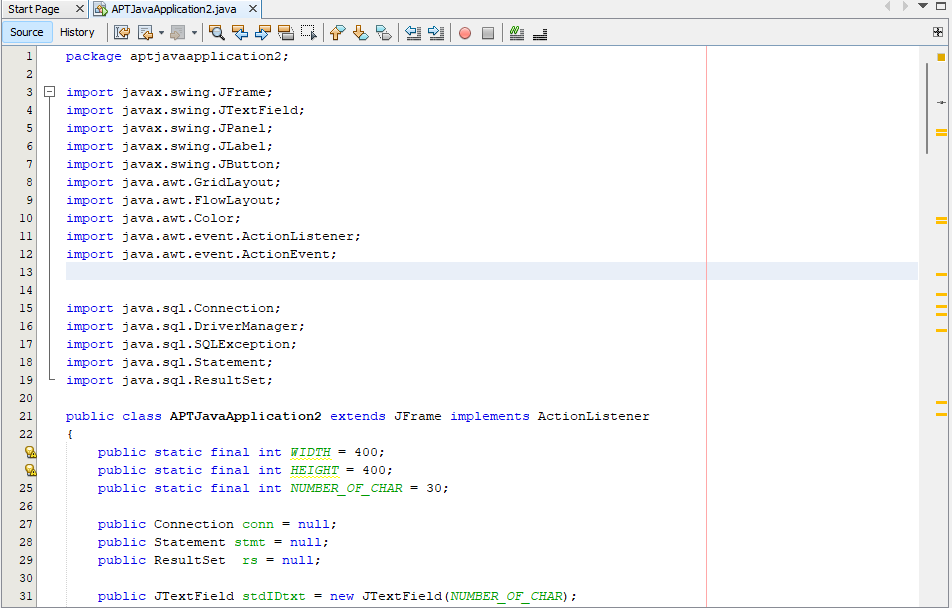 Start Page APTJavaApplication2.java
Source History
1 package aptjavaapplication2;
2
3 import javax.swing.JFrame;
4 import javax.swing.JTextField;
5 import javax.swing.JPanel;
6 import javax.swing.JLabel;
7 import javax.swing.JButton;
8 import java.awt.GridLayout;
9 import java.awt.FlowLayout;
10 import java.awt.Color;
11 import java.awt.event.ActionListener;
12 import java.awt.event.ActionEvent;
13
14
15 import java.sql.Connection;
16 import java.sql.DriverManager;
17 import java.sql.SQLException;
18 import java.sql.Statement;
19 import java.sql.ResultSet;
20
21 public class APTJavaApplication2 extends JFrame implements ActionListener
22 {
public static final int WIDTH = 400;
public static final int HEIGHT = 400;
25 public static final int NUMBER_OF_CHAR = 30;
26
27 public Connection conn = null;
28 public Statement stmt = null;
29 public ResultSet rs = null;
30
31 public JTextField stdIDtxt = new JTextField(NUMBER_OF_CHAR);